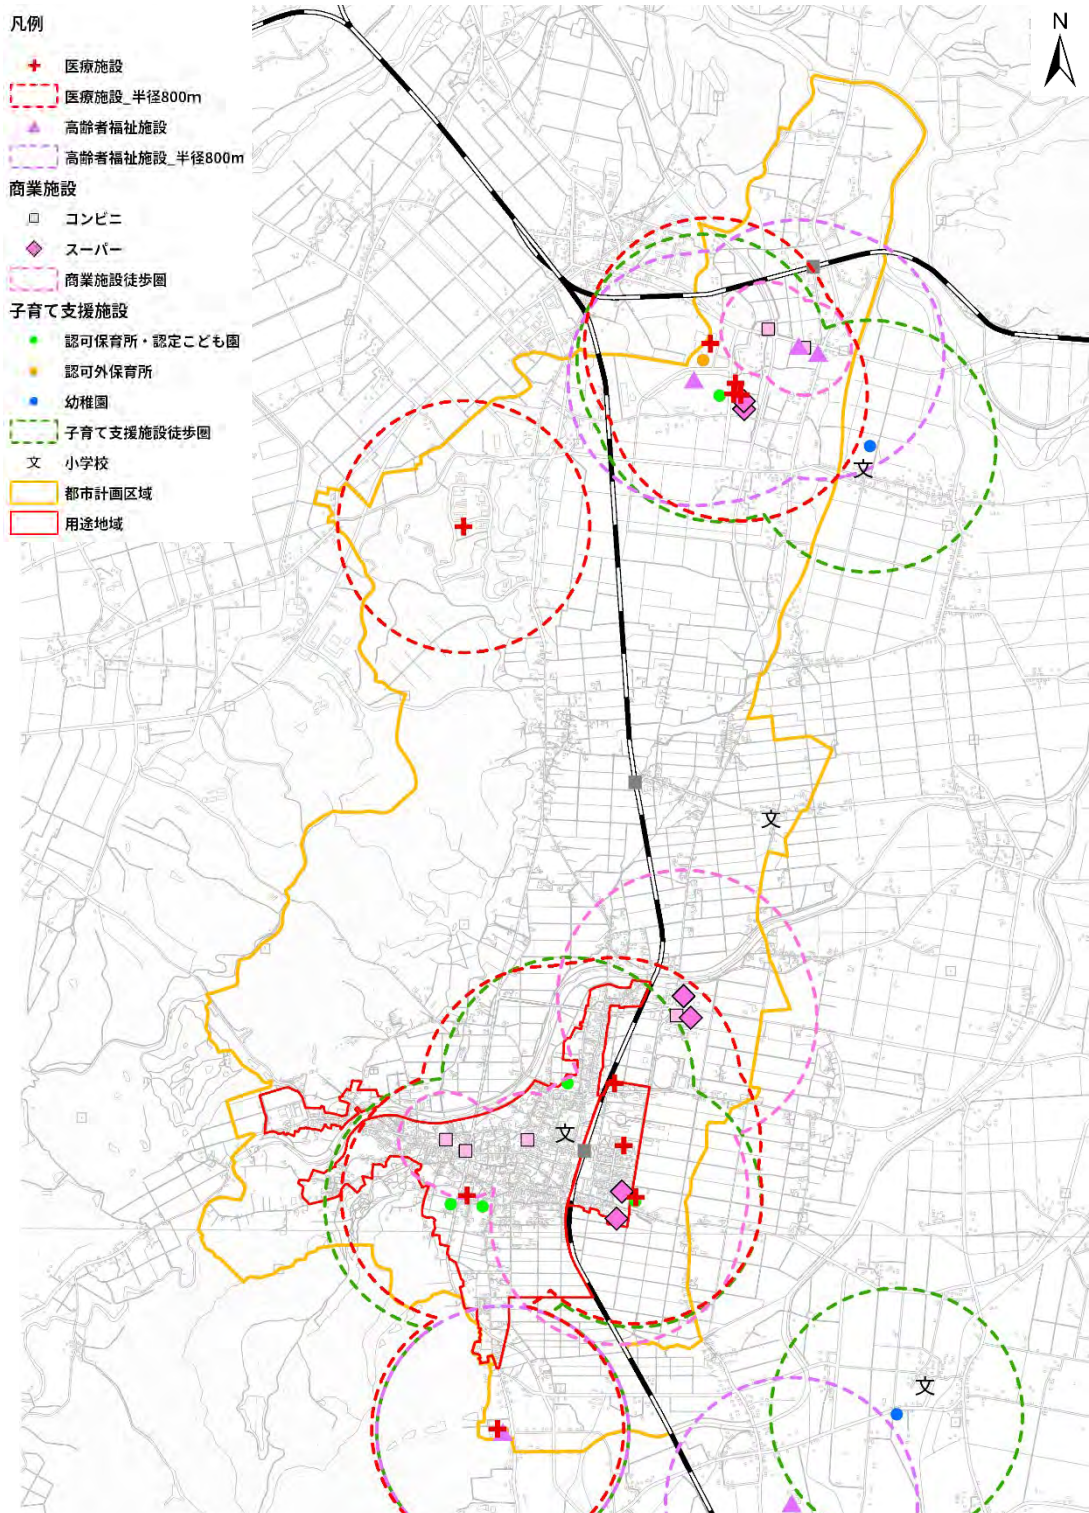 凡例
医療施設
医療施設_半径800m
高齢者福祉施設
高齢者福祉施設_半径800m
商業施設
コンビニ
スーパー
商業施設徒歩圏
子育て支援施設
認可保育所・認定こども園
認可外保育所
幼稚園
子育て支援施設徒歩圏
文 小学校
都市計画区域
用途地域
N
文
文
文
文